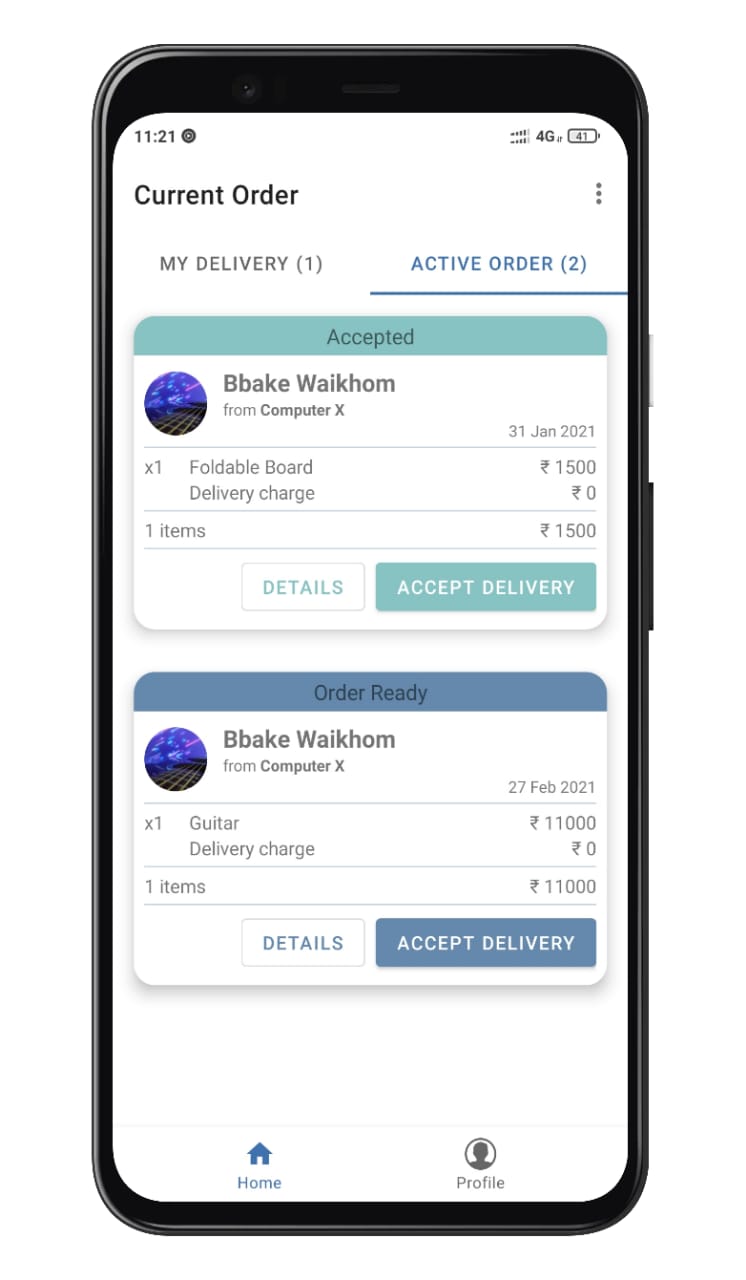 11:21 4G 41
Current Order
MY DELIVERY (1) ACTIVE ORDER (2)
Accepted
Bbake Waikhom
from Computer X
31 Jan 2021
x1 Foldable Board ₹ 1500
Delivery charge ₹ 0
1 items ₹ 1500
DETAILS ACCEPT DELIVERY
Order Ready
Bbake Waikhom
from Computer X
27 Feb 2021
x1 Guitar ₹ 11000
Delivery charge ₹ 0
1 items ₹ 11000
DETAILS ACCEPT DELIVERY
Home Profile